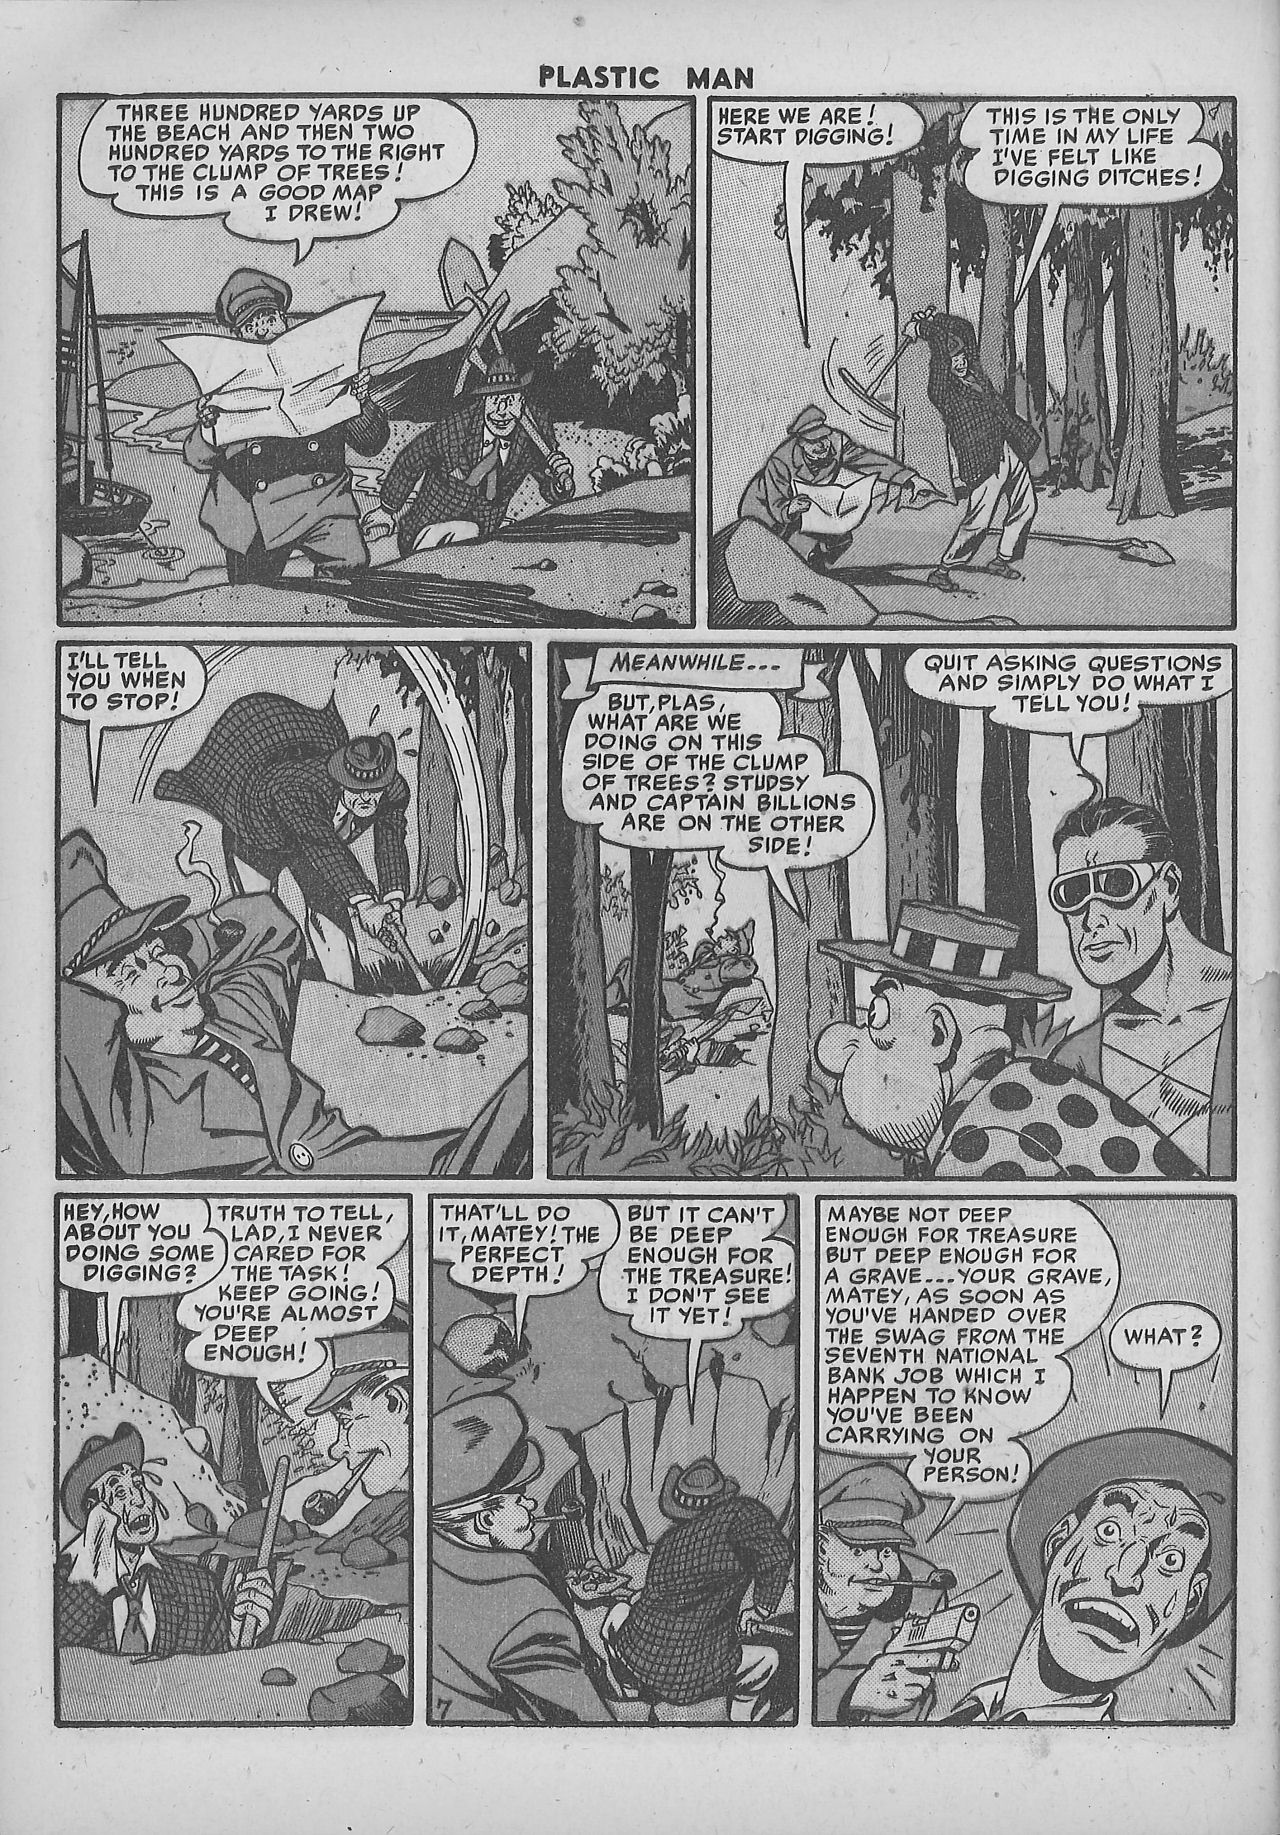 PLASTIC MAN
THREE HUNDRED YARDS UP
THE BEACH AND THEN TWO
HUNDRED YARDS TO THE RIGHT
TO THE CLUMP OF TREES!
THIS IS A GOOD MAP
I DREW!
HERE WE ARE!
START DIGGING!
THIS IS THE ONLY
TIME IN MY LIFE
I'VE FELT LIKE
DIGGING DITCHES!
I'LL TELL
YOU WHEN
TO STOP!
MEANWHILE...
BUT, PLAS,
WHAT ARE WE
DOING ON THIS
SIDE OF THE CLUMP
OF TREES? STUDSY
AND CAPTAIN BILLIONS
ARE ON THE OTHER
SIDE!
QUIT ASKING QUESTIONS
AND SIMPLY DO WHAT I
TELL YOU!
HEY, HOW
ABOUT YOU
DOING SOME
DIGGING?
TRUTH TO TELL,
LAD, I NEVER
CARED FOR
THE TASK!
KEEP GOING!
YOU'RE ALMOST
DEEP
ENOUGH!
THAT'LL DO
IT, MATEY! THE
PERFECT
DEPTH!
BUT IT CAN'T
BE DEEP
ENOUGH FOR
THE TREASURE!
I DON'T SEE
IT YET!
7
MAYBE NOT DEEP
ENOUGH FOR TREASURE
BUT DEEP ENOUGH FOR
A GRAVE... YOUR GRAVE,
MATEY, AS SOON AS
YOU'VE HANDED OVER
THE SWAG FROM THE
SEVENTH NATIONAL
BANK JOB WHICH I
HAPPEN TO KNOW
YOU'VE BEEN
CARRYING ON
YOUR
PERSON!
WHAT?